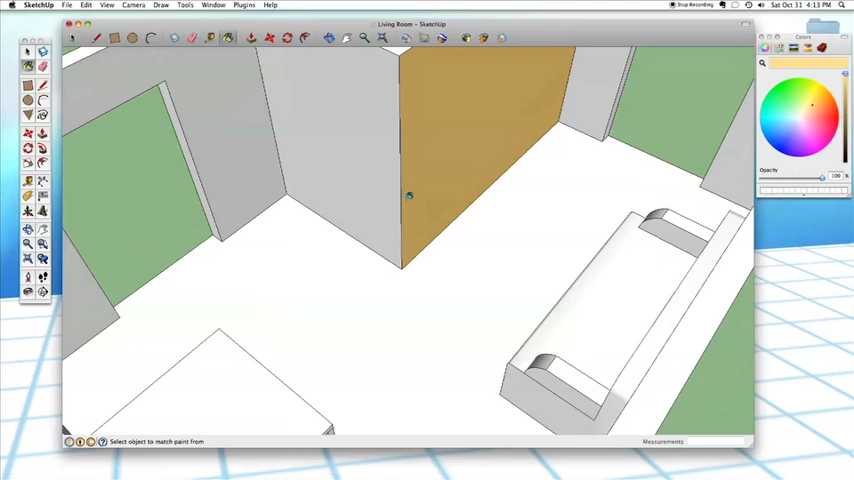 SketchUp File Edit View Camera Draw Tools Window Plugins Help
Stop Recording Sat Oct 31 4:13 PM
Living Room - SketchUp
Colors
Opacity
100 %
Select object to match paint from
Measurements